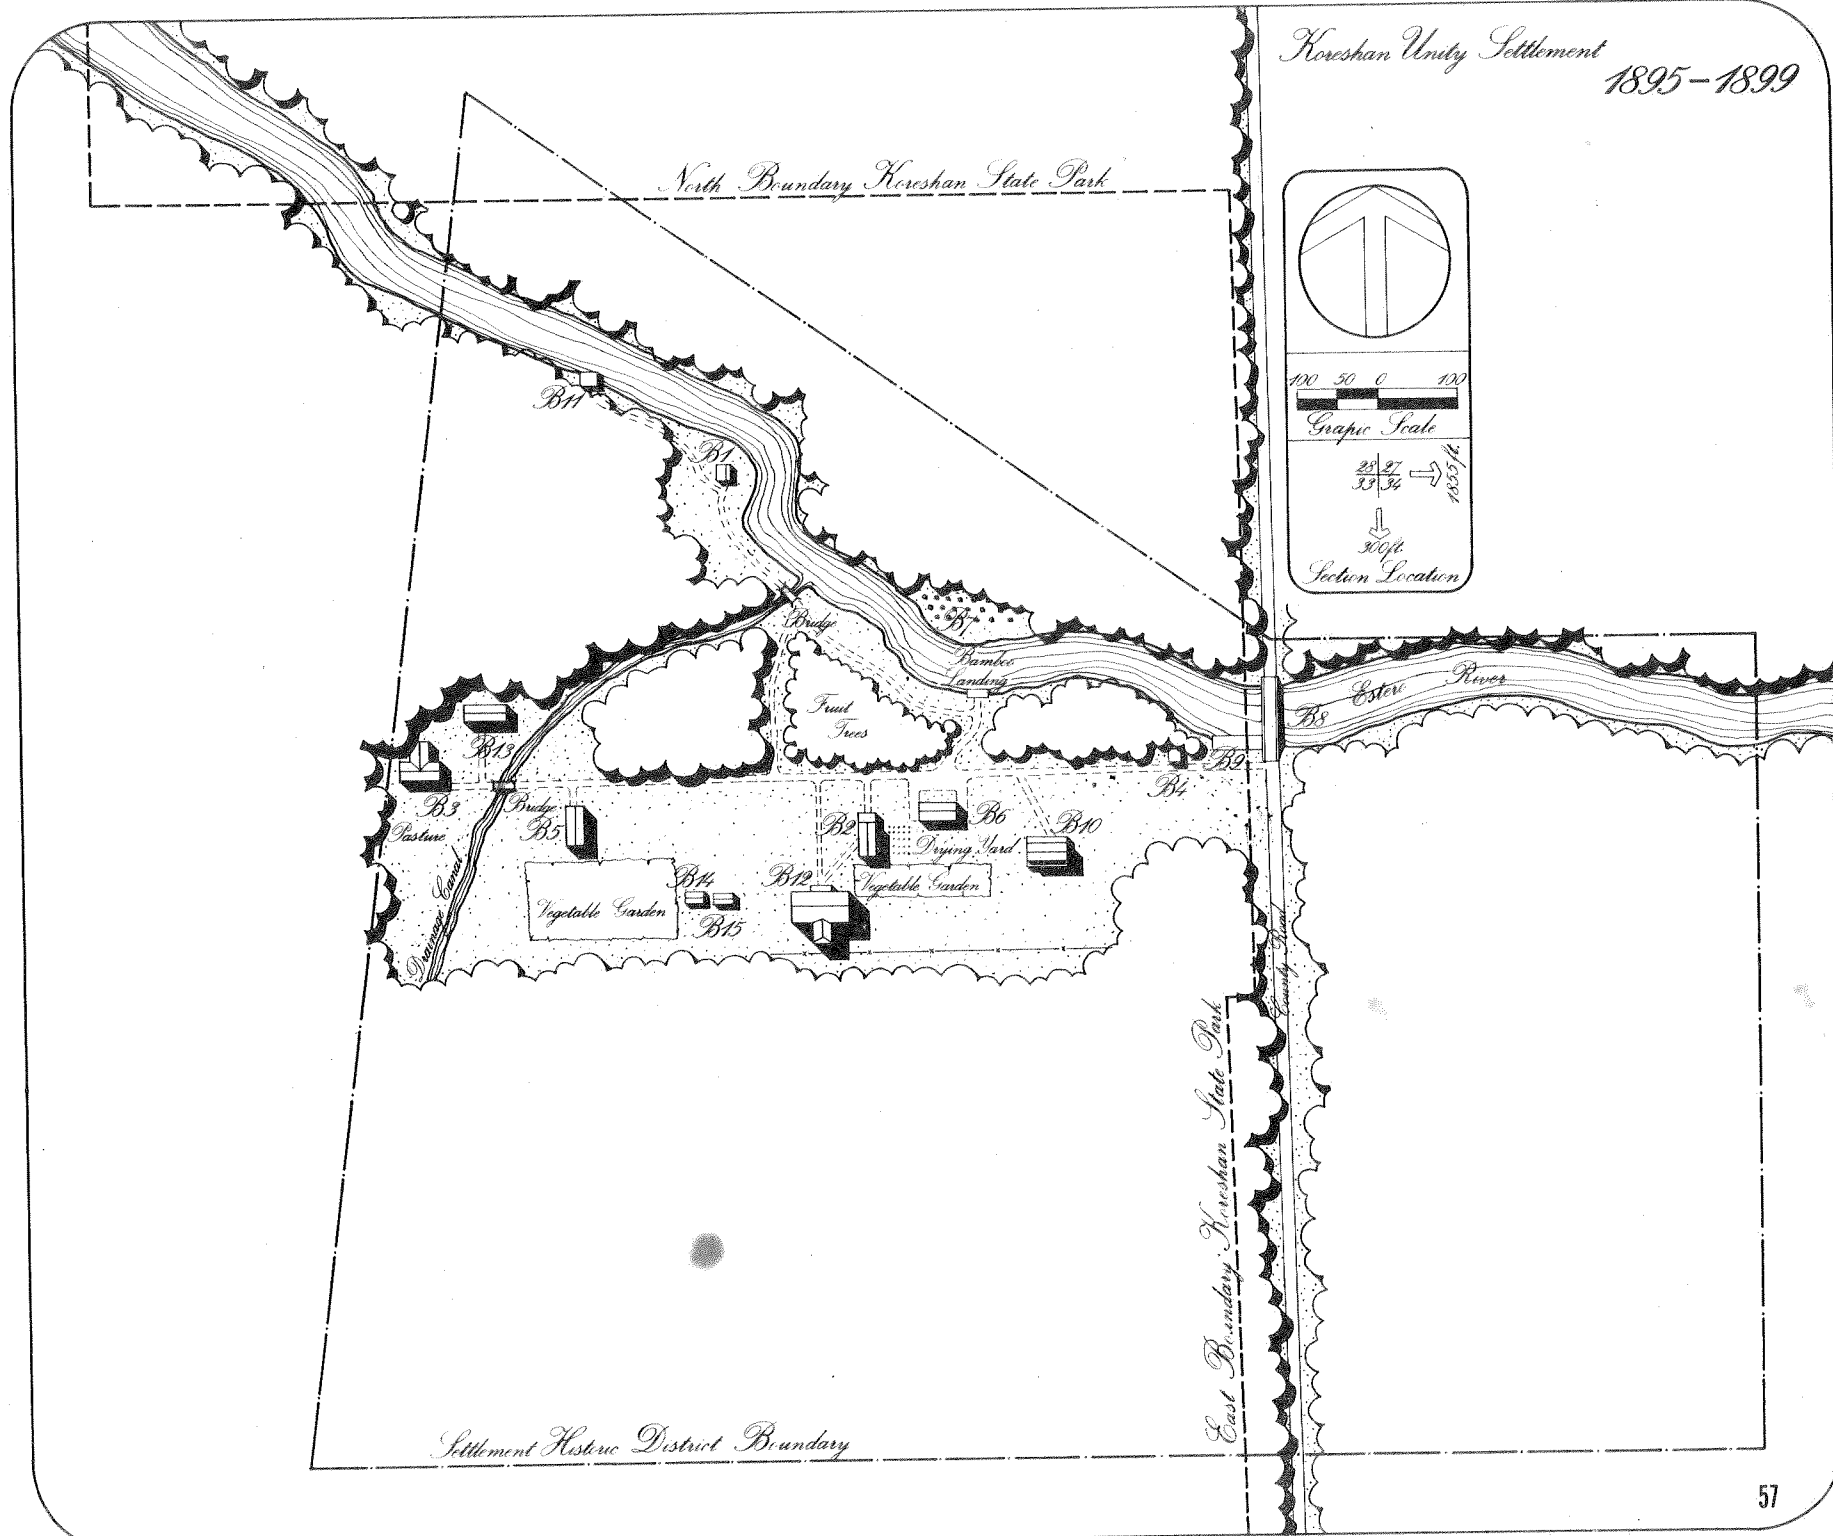 Koreshan Unity Settlement
1895-1899
North Boundary Koreshan State Park
100 50 0 100
Grapic Scale
28 27
33 34
1855 ft.
300 ft.
Section Location
B11
B1
Bridge
B7
Bamboo
Landing
Fruit
Trees
Estero River
B8
B9
B4
B13
B3
Pasture
Bridge
B5
B2
B6
Drying Yard
B10
Drainage Canal
Vegetable Garden
B14
B15
B12
Vegetable Garden
County Road
East Boundary Koreshan State Park
Settlement Historic District Boundary
57